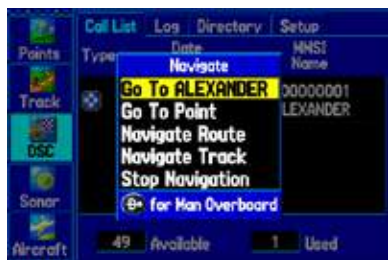 Call List Log Directory Setup
Points
Type Date MMSI
Name
Navigate
Track
Go To ALEXANDER
00000001
Go To Point
LEXANDER
DSC
Navigate Route
Navigate Track
Stop Navigation
Sonar
for Man Overboard
Aircraft
49 Available 1 Used